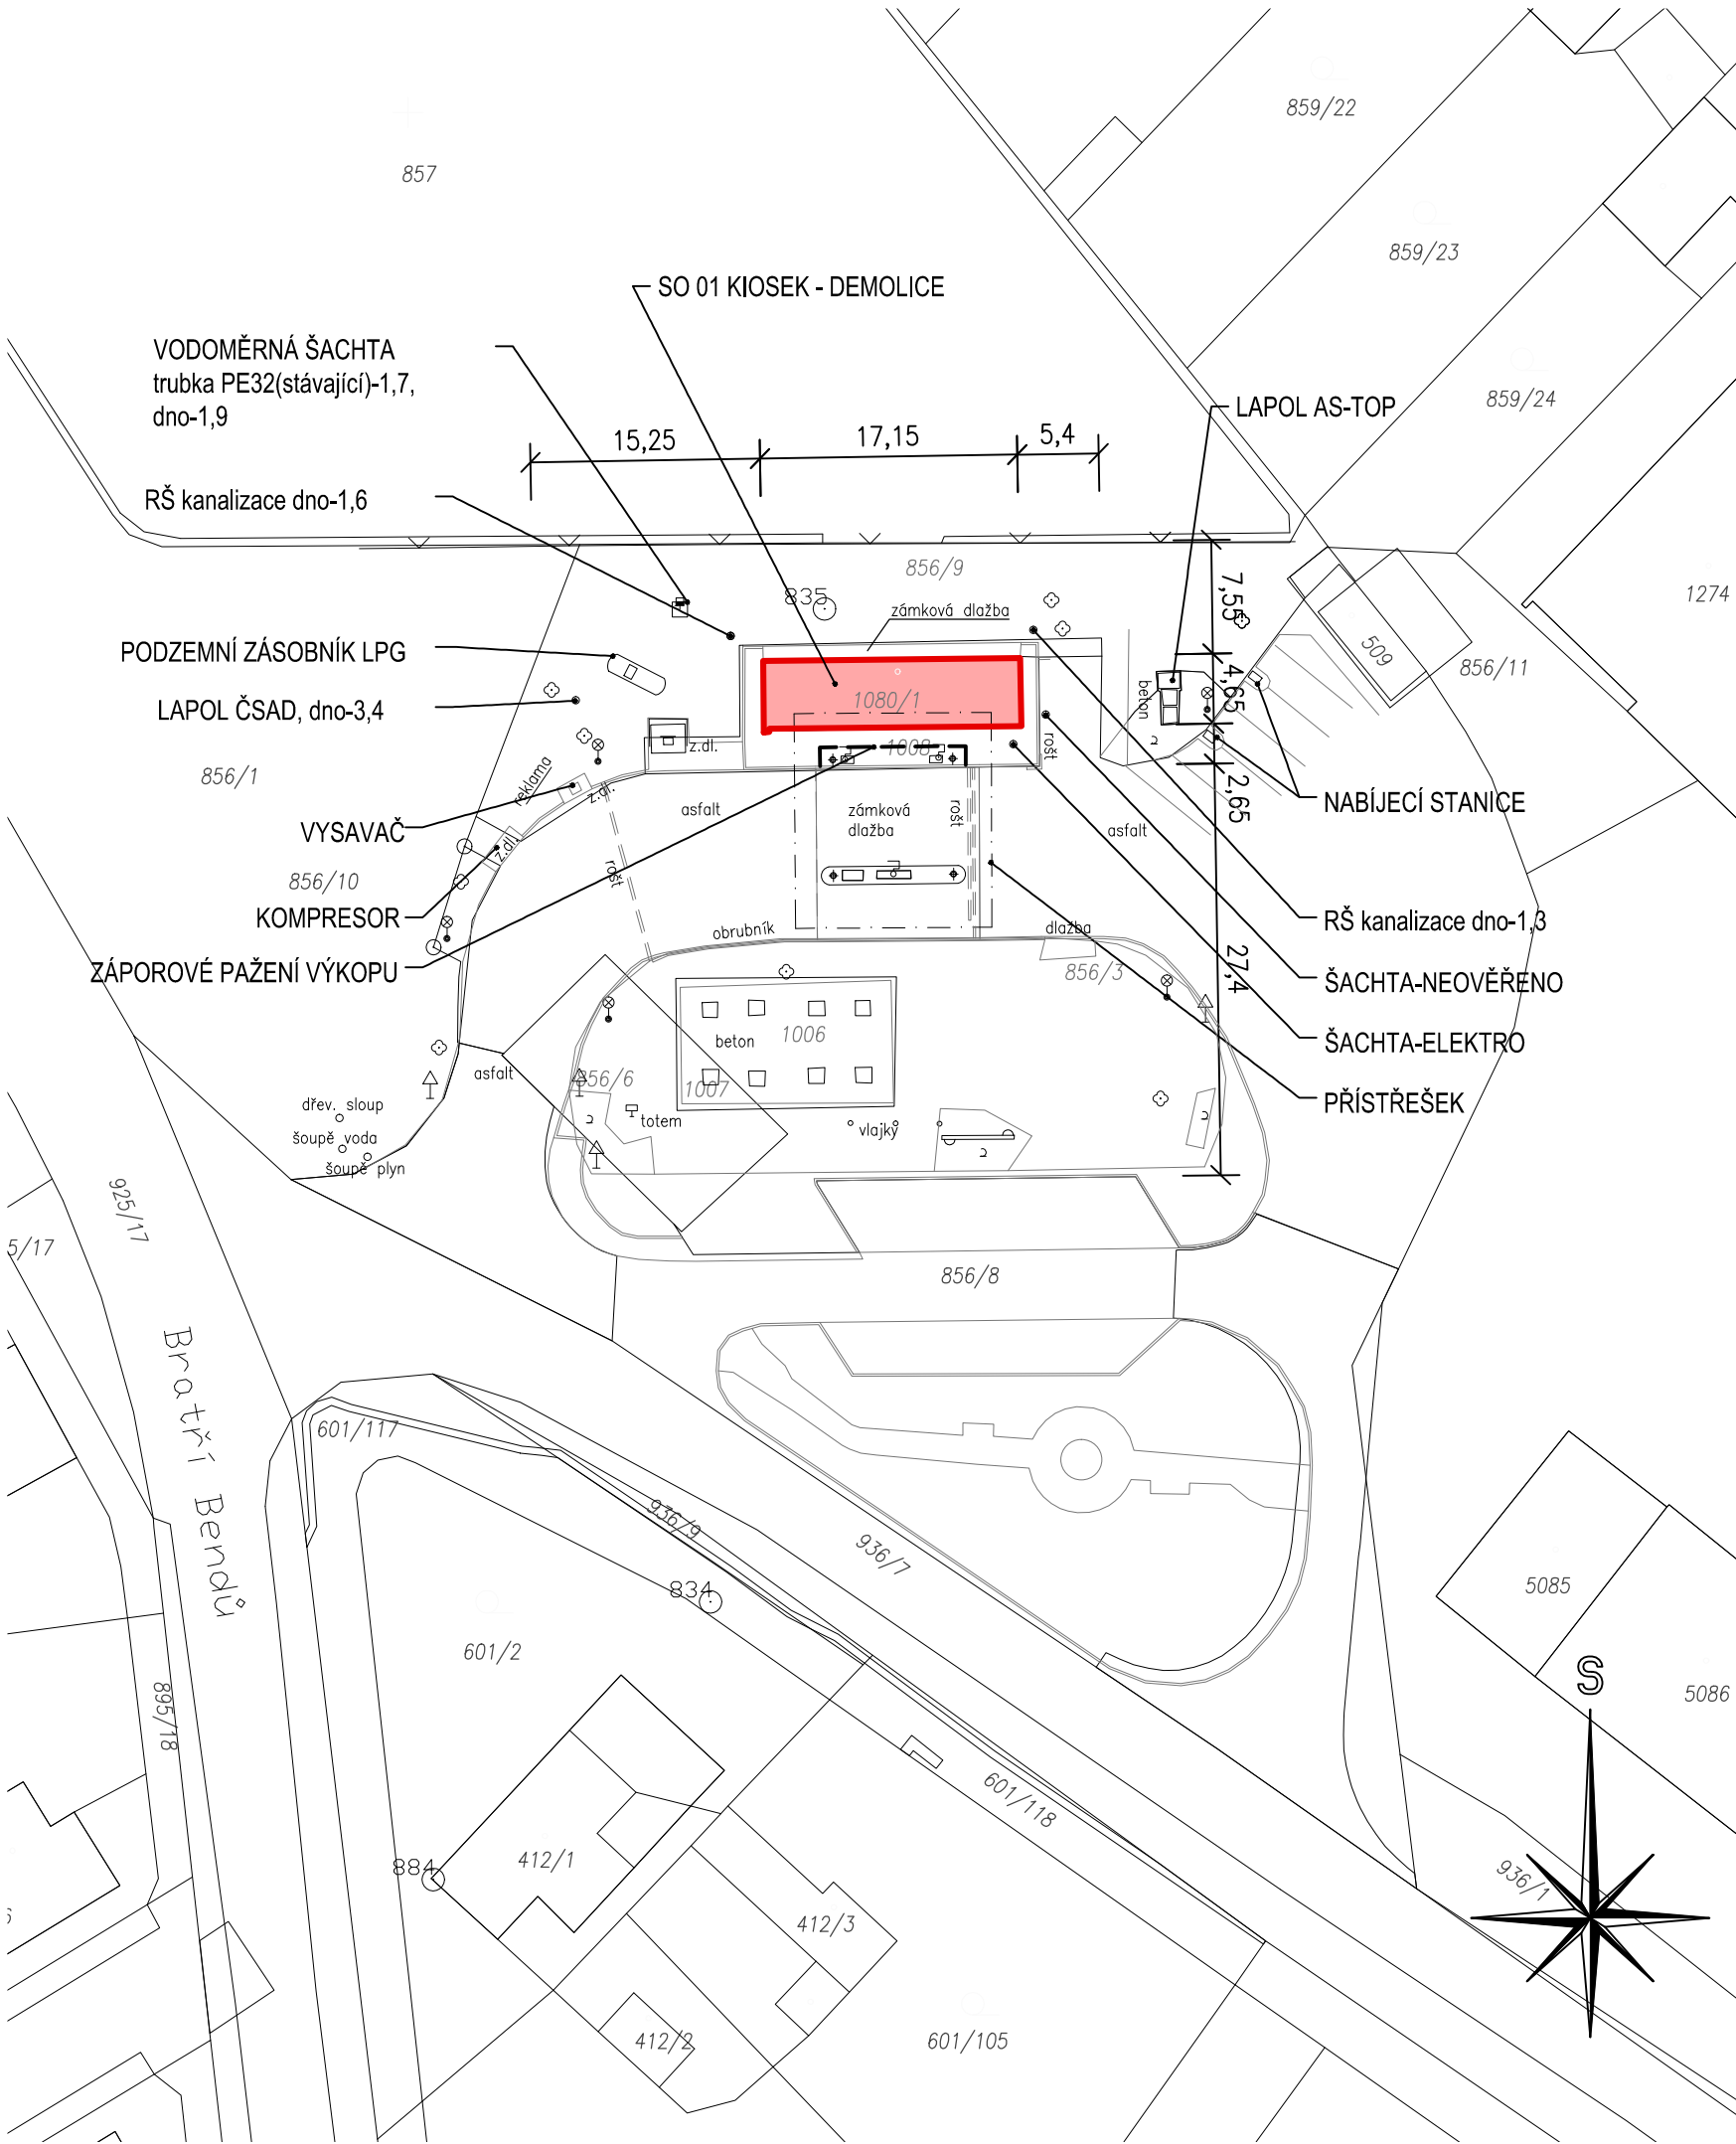 859/22
857
859/23
SO 01 KIOSEK - DEMOLICE
VODOMĚRNÁ ŠACHTA
trubka PE32(stávající)-1,7,
dno-1,9
859/24
LAPOL AS-TOP
15,25
17,15
5,4
RŠ kanalizace dno-1,6
856/9
7,55
835
zámková dlažba
1274
509
856/11
PODZEMNÍ ZÁSOBNÍK LPG
4,65
beton
1080/1
LAPOL ČSAD, dno-3,4
z.dl.
1008
rošt
856/1
reklama
z.dl.
asfalt
zámková
dlažba
rošt
asfalt
2,65
NABÍJECÍ STANICE
VYSAVAČ
z.dl.
rošt
856/10
KOMPRESOR
RŠ kanalizace dno-1,3
obrubník
dlažba
ZÁPOROVÉ PAŽENÍ VÝKOPU
856/3
27,4
ŠACHTA-NEOVĚŘENO
beton
1006
ŠACHTA-ELEKTRO
asfalt
856/6
1007
PŘÍSTŘEŠEK
dřev. sloup
totem
vlajky
šoupě voda
šoupě plyn
925/17
5/17
856/8
Bratří Bendů
601/117
936/9
936/7
834
5085
601/2
S
5086
895/18
601/118
412/1
884
936/1
412/3
6
412/2
601/105